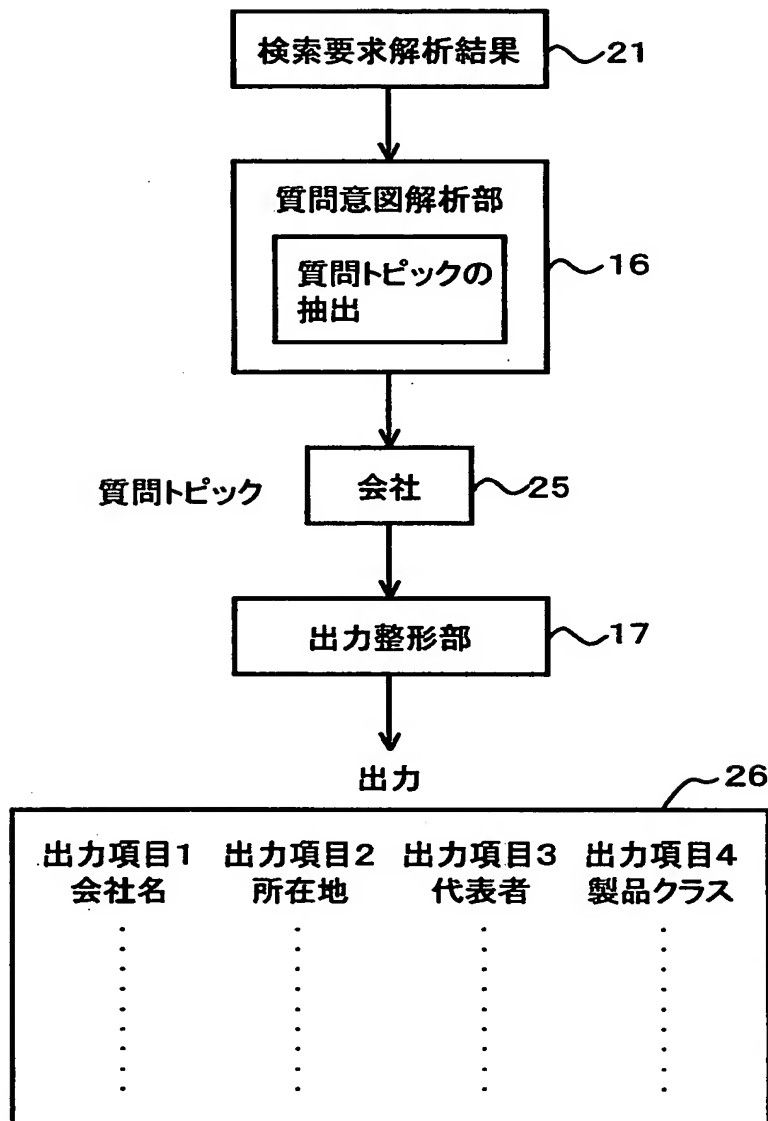 検索要求解析結果 21
質問意図解析部
質問トピックの
抽出
16
質問トピック 会社 25
出力整形部 17
出力
26
出力項目1 出力項目2 出力項目3 出力項目4
会社名 所在地 代表者 製品クラス